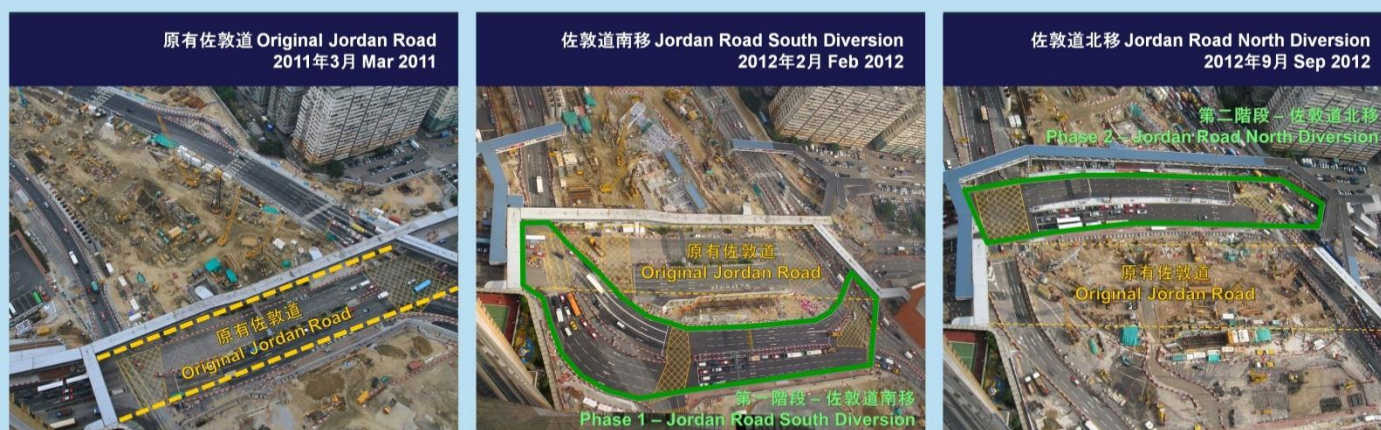 原有佐敦道 Original Jordan Road
2011年3月 Mar 2011
原有佐敦道
Original Jordan Road
佐敦道南移 Jordan Road South Diversion
2012年2月 Feb 2012
原有佐敦道
Original Jordan Road
第一階段 – 佐敦道南移
Phase 1 – Jordan Road South Diversion
佐敦道北移 Jordan Road North Diversion
2012年9月 Sep 2012
第二階段 – 佐敦道北移
Phase 2 – Jordan Road North Diversion
原有佐敦道
Original Jordan Road